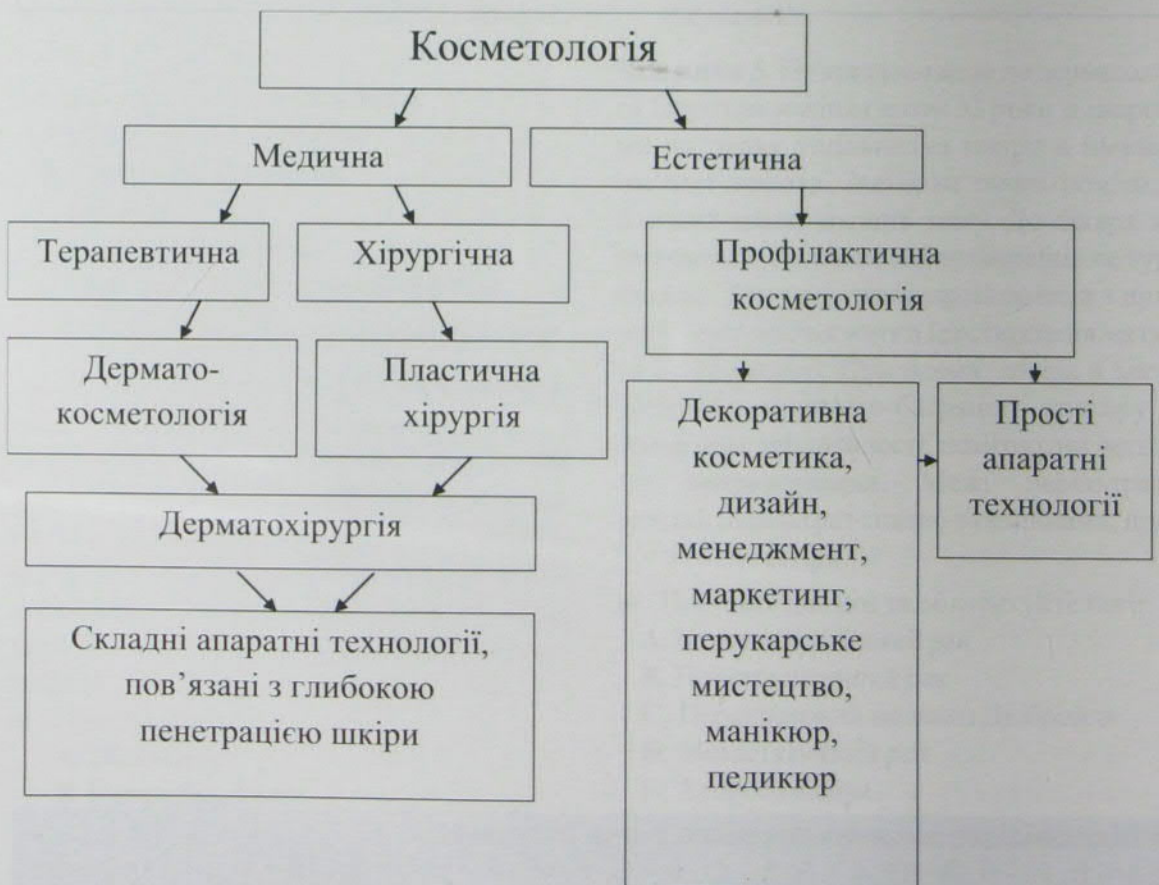 Косметологія
Медична
Естетична
Терапевтична
Хірургічна
Профілактична
косметологія
Дермато-
косметологія
Пластична
хірургія
Декоративна
косметика,
дизайн,
менеджмент,
маркетинг,
перукарське
мистецтво,
манікюр,
педикюр
Прості
апаратні
технології
Дерматохірургія
Складні апаратні технології,
пов’язані з глибокою
пенетрацією шкіри